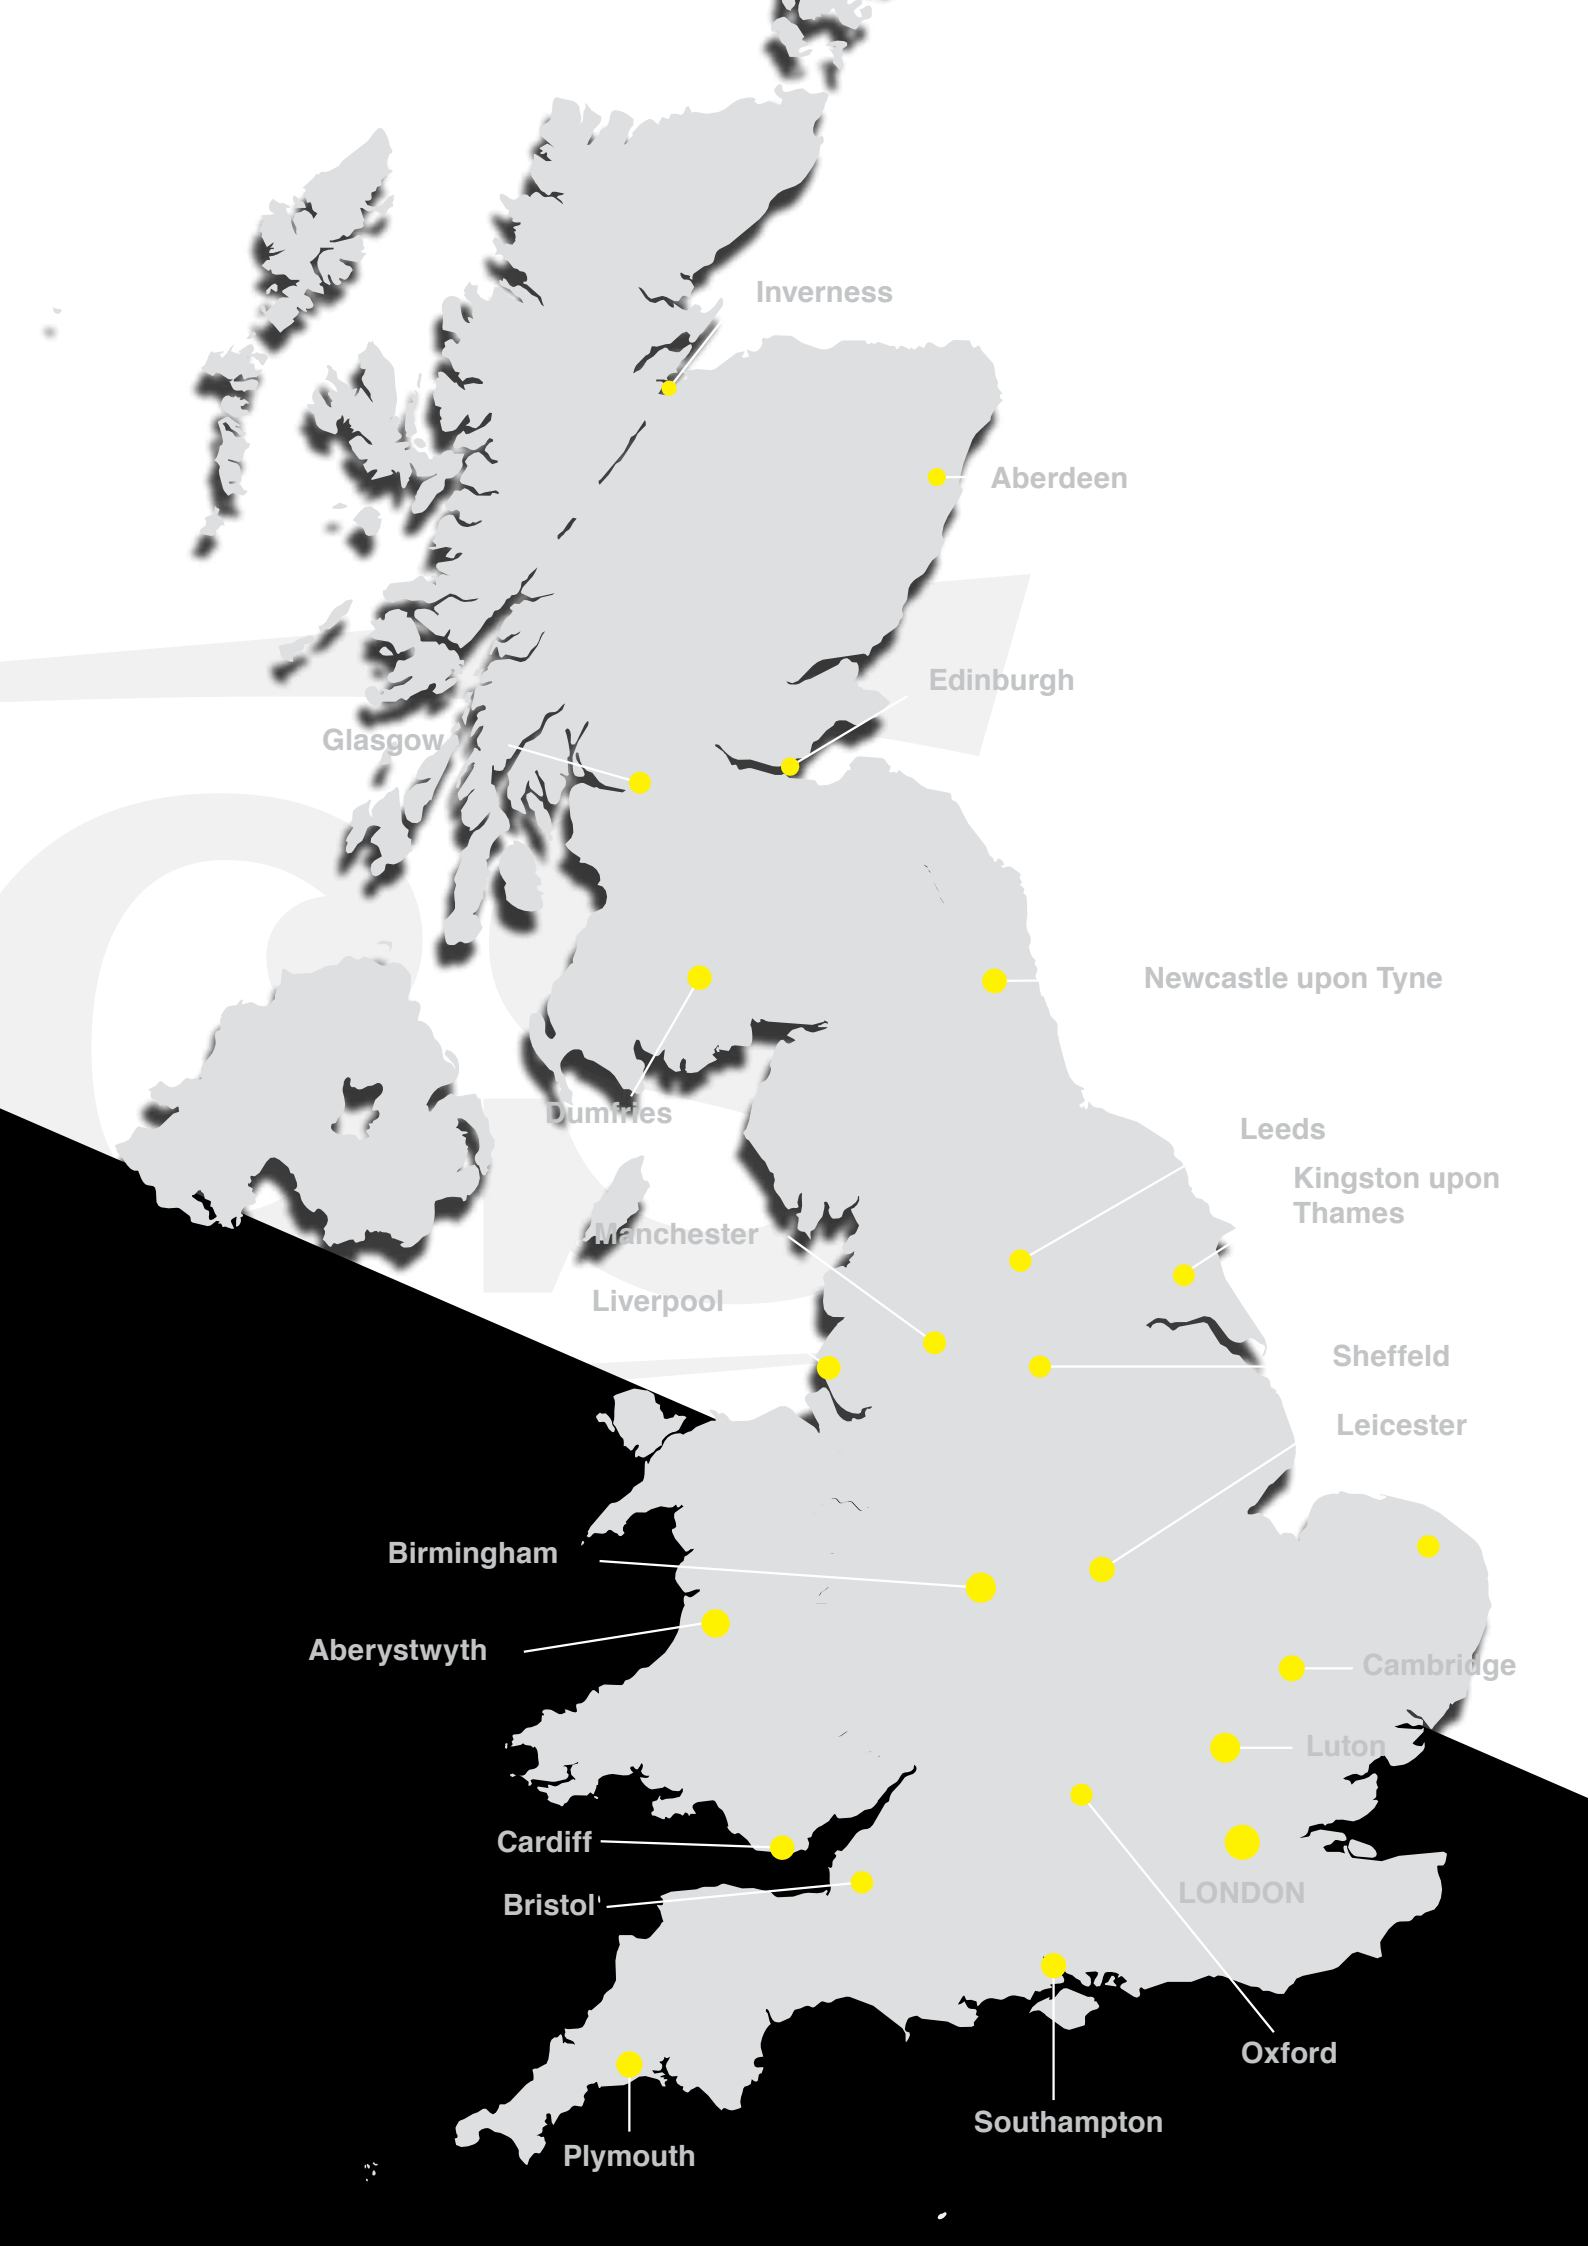 Inverness
Aberdeen
Edinburgh
Glasgow
Newcastle upon Tyne
Dumfries
Leeds
Kingston upon
Thames
Manchester
Liverpool
Sheffeld
Leicester
Birmingham
Aberystwyth
Cambridge
Luton
Cardiff
LONDON
Bristol'
Oxford
Southampton
Plymouth